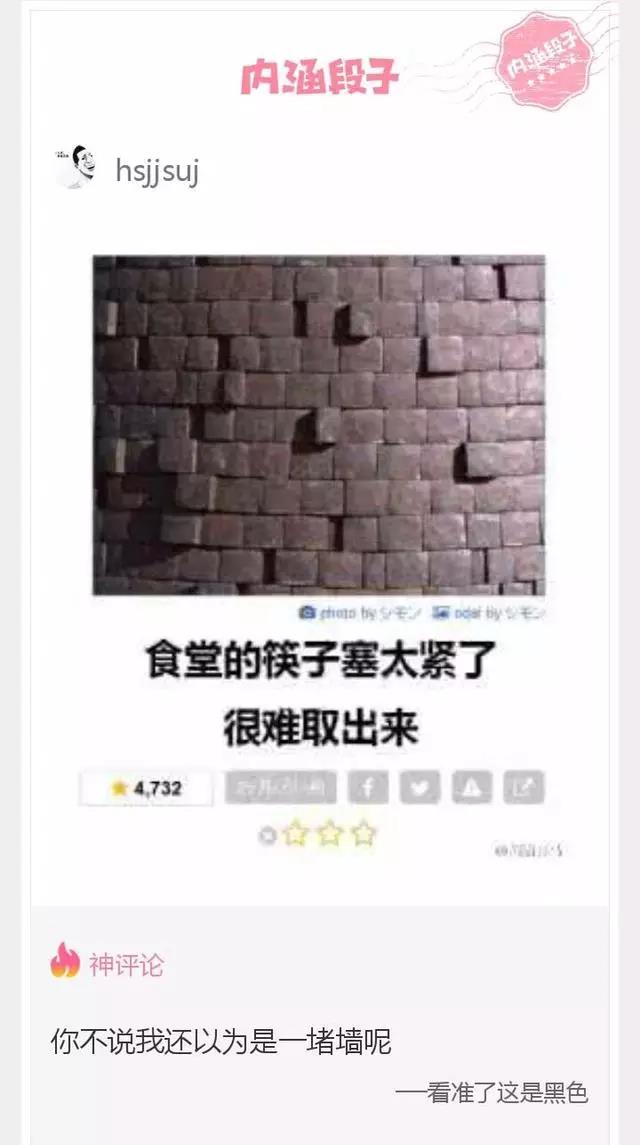 内涵段子
内涵段子
hsjjsuj
photo by シモン
odai by シモン
食堂的筷子塞太紧了
很难取出来
4,732
神评论
你不说我还以为是一堵墙呢
──看准了这是黑色